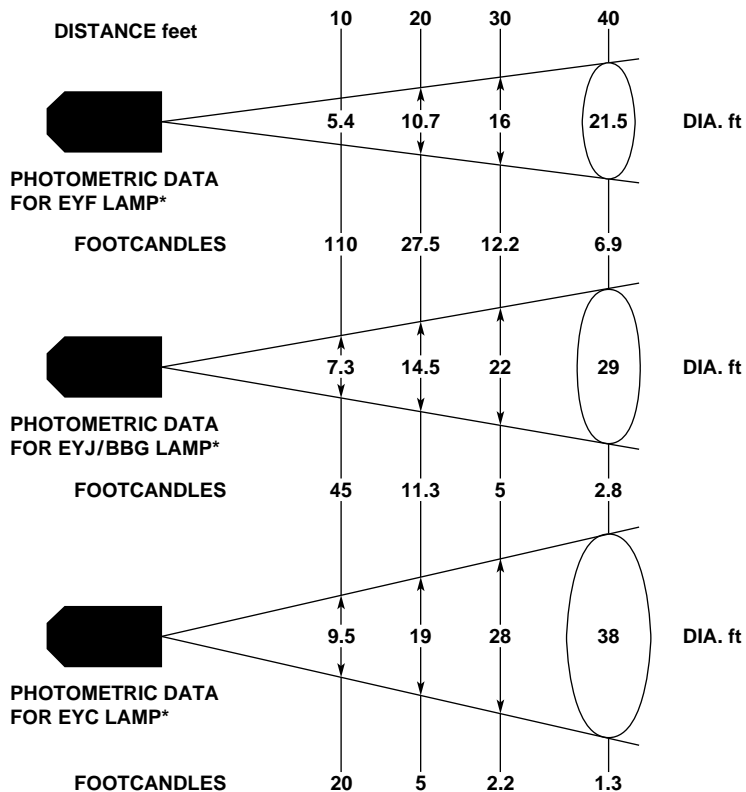 DISTANCE feet 10 20 30 40
5.4 10.7 16 21.5 DIA. ft
PHOTOMETRIC DATA
FOR EYF LAMP*
FOOTCANDLES 110 27.5 12.2 6.9
7.3 14.5 22 29 DIA. ft
PHOTOMETRIC DATA
FOR EYJ/BBG LAMP*
FOOTCANDLES 45 11.3 5 2.8
9.5 19 28 38 DIA. ft
PHOTOMETRIC DATA
FOR EYC LAMP*
FOOTCANDLES 20 5 2.2 1.3